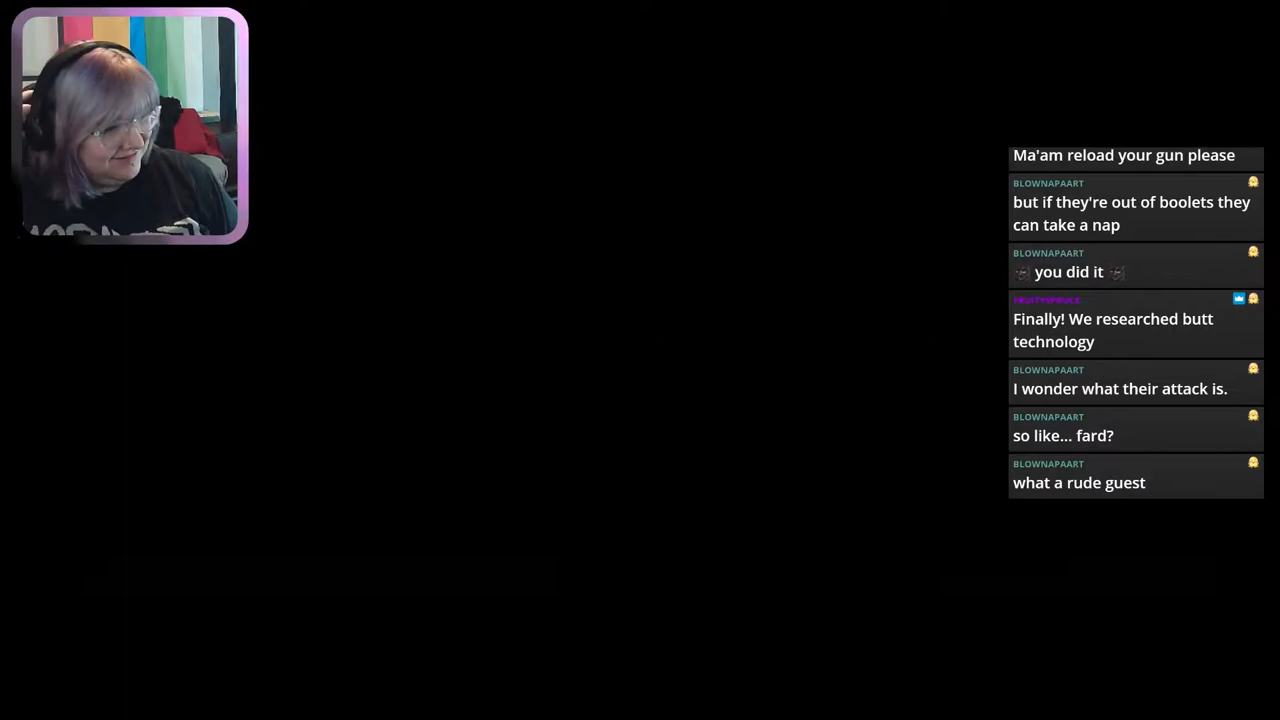 Ma'am reload your gun please
BLOWNAPAART
but if they're out of boolets they
can take a nap
BLOWNAPAART
you did it
FRUITYSPRUCE
Finally! We researched butt
technology
BLOWNAPAART
I wonder what their attack is.
BLOWNAPAART
so like... fard?
BLOWNAPAART
what a rude guest